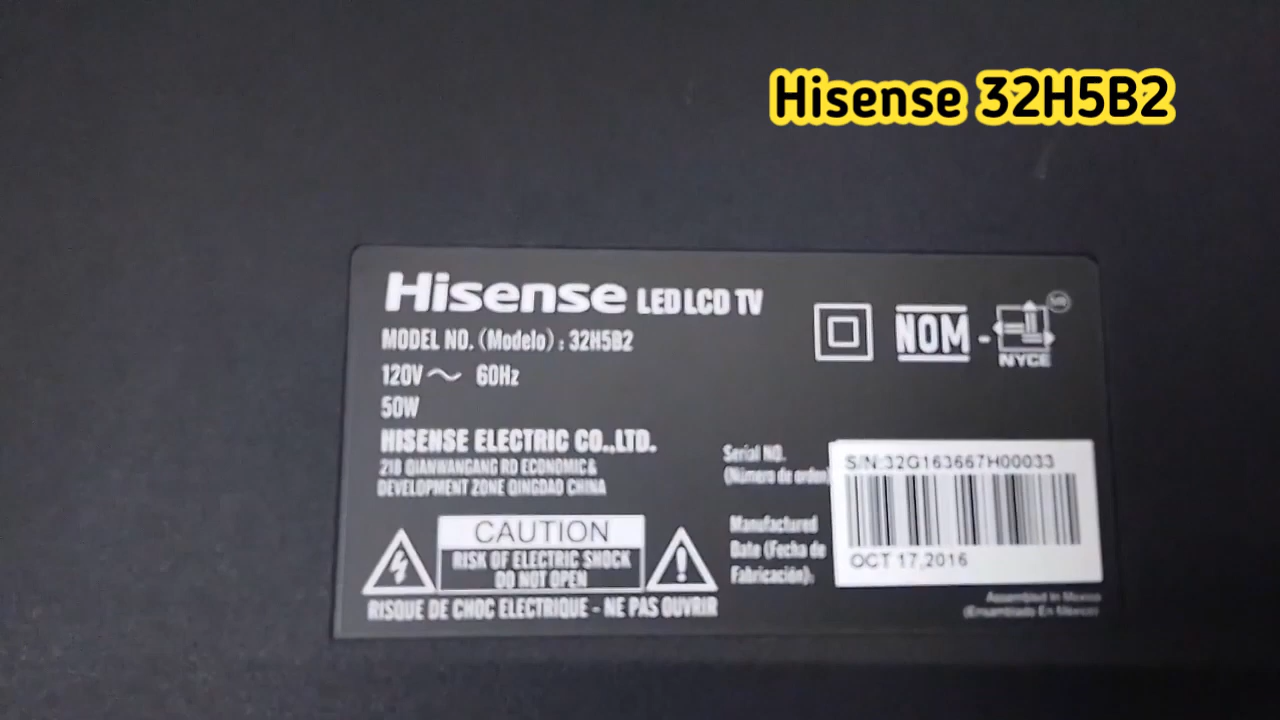 Hisense 32H5B2
Hisense LED LCD TV
MODEL NO. (Modelo) : 32H5B2
120V ~ 60Hz
50W
HISENSE ELECTRIC CO.,LTD.
218 QIANWANGANG RD ECONOMIC &
DEVELOPMENT ZONE QINGDAO CHINA
CAUTION
RISK OF ELECTRIC SHOCK
DO NOT OPEN
RISQUE DE CHOC ELECTRIQUE - NE PAS OUVRIR
NOM - NYCE
Serial NO.
(Número de orden)
S/N:32G163667H00033
Manufactured
Date (Fecha de
Fabricación):
OCT 17,2016
Assembled In Mexico
(Ensamblado En México)